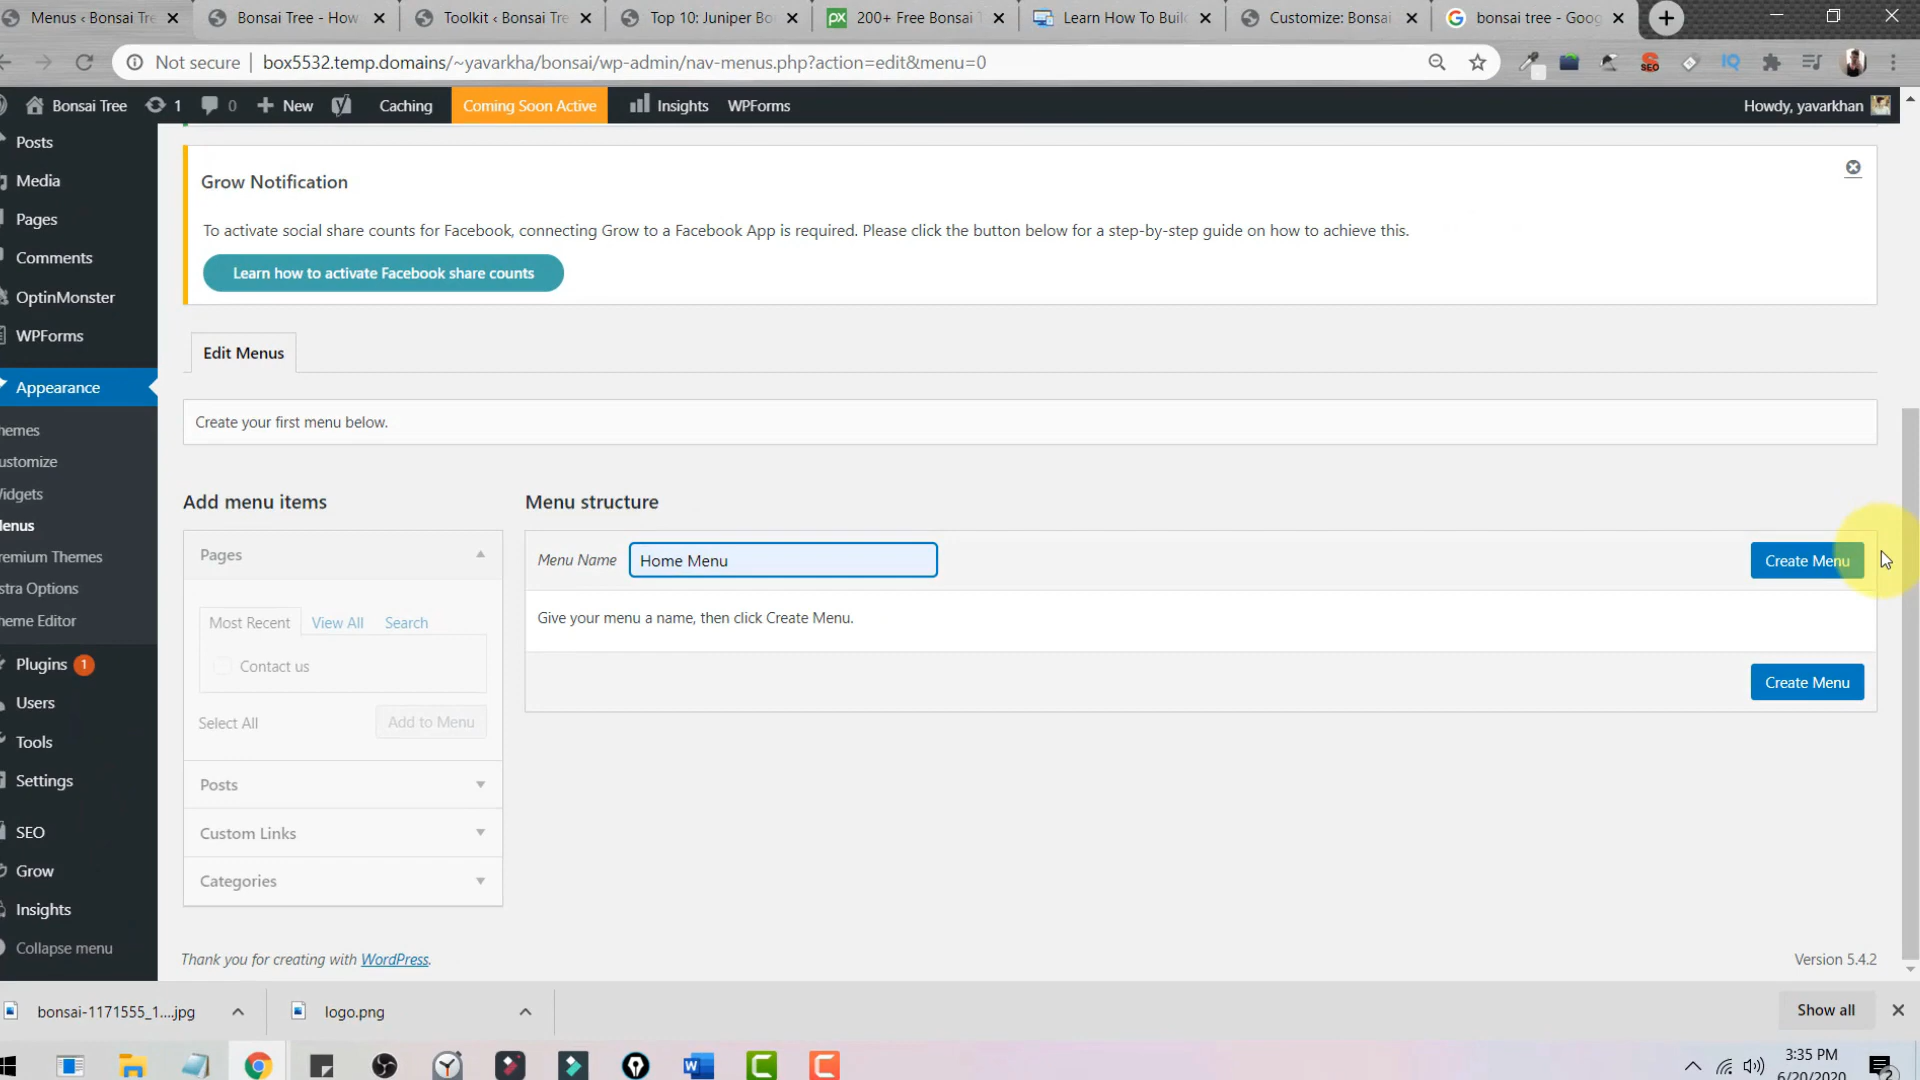 Menus ‹ Bonsai Tre
Bonsai Tree - How
Toolkit ‹ Bonsai Tre
Top 10: Juniper Bo
200+ Free Bonsai T
Learn How To Buil
Customize: Bonsai
bonsai tree - Goog
Not secure
box5532.temp.domains/~yavarkha/bonsai/wp-admin/nav-menus.php?action=edit&menu=0
Bonsai Tree
1
0
New
Caching
Coming Soon Active
Insights
WPForms
Howdy, yavarkhan
Posts
Media
Pages
Comments
OptinMonster
WPForms
Appearance
hemes
ustomize
idgets
enus
remium Themes
stra Options
heme Editor
Plugins 1
Users
Tools
Settings
SEO
Grow
Insights
Collapse menu
Grow Notification
To activate social share counts for Facebook, connecting Grow to a Facebook App is required. Please click the button below for a step-by-step guide on how to achieve this.
Learn how to activate Facebook share counts
Edit Menus
Create your first menu below.
Add menu items
Menu structure
Pages
Most Recent
View All
Search
Contact us
Select All
Add to Menu
Posts
Custom Links
Categories
Menu Name
Home Menu
Create Menu
Give your menu a name, then click Create Menu.
Create Menu
Thank you for creating with WordPress.
Version 5.4.2
bonsai-1171555_1....jpg
logo.png
Show all
3:35 PM
6/20/2020
2